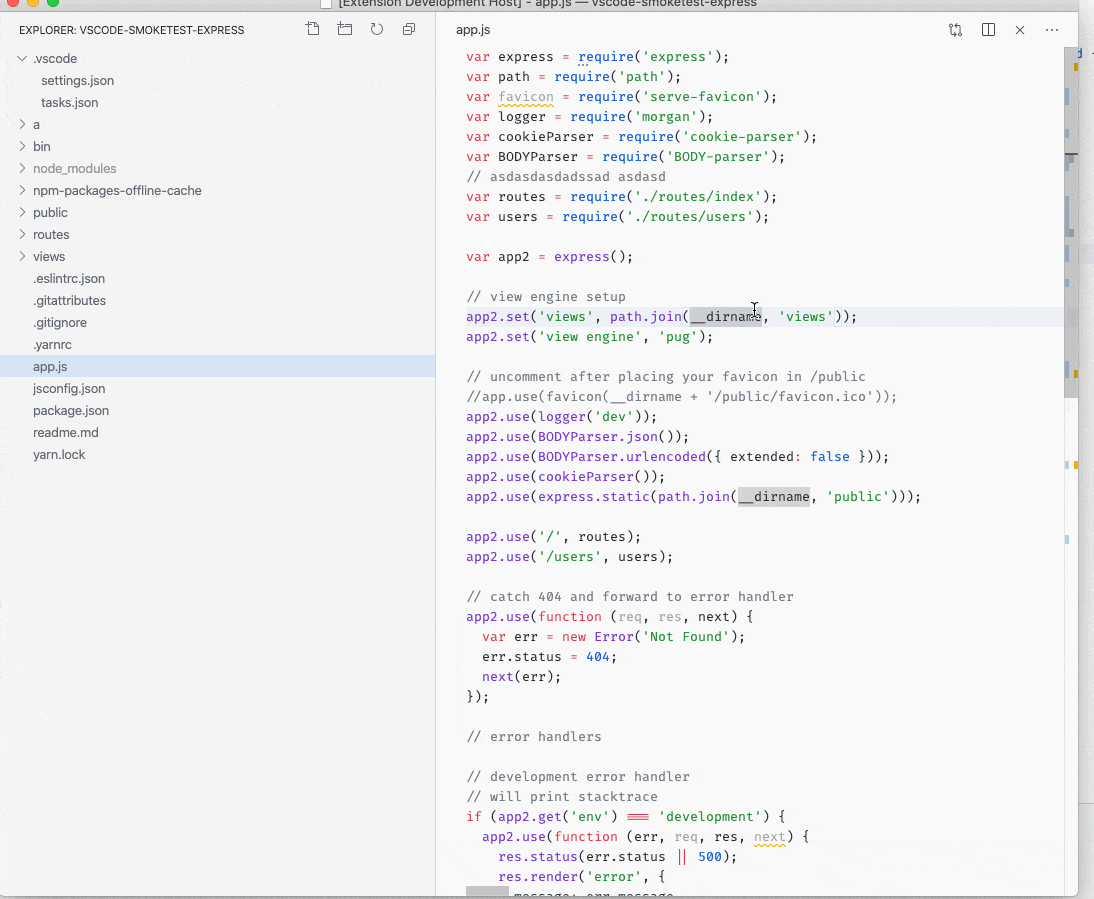 [Extension Development Host] - app.js — vscode-smoketest-express
EXPLORER: VSCODE-SMOKETEST-EXPRESS
.vscode
settings.json
tasks.json
a
bin
node_modules
npm-packages-offline-cache
public
routes
views
.eslintrc.json
.gitattributes
.gitignore
.yarnrc
app.js
jsconfig.json
package.json
readme.md
yarn.lock
app.js
var express = require('express');
var path = require('path');
var favicon = require('serve-favicon');
var logger = require('morgan');
var cookieParser = require('cookie-parser');
var BODYParser = require('BODY-parser');
// asdasdasdadssad asdasd
var routes = require('./routes/index');
var users = require('./routes/users');
var app2 = express();
// view engine setup
app2.set('views', path.join(__dirname, 'views'));
app2.set('view engine', 'pug');
// uncomment after placing your favicon in /public
//app.use(favicon(__dirname + '/public/favicon.ico'));
app2.use(logger('dev'));
app2.use(BODYParser.json());
app2.use(BODYParser.urlencoded({ extended: false }));
app2.use(cookieParser());
app2.use(express.static(path.join(__dirname, 'public')));
app2.use('/', routes);
app2.use('/users', users);
// catch 404 and forward to error handler
app2.use(function (req, res, next) {
  var err = new Error('Not Found');
  err.status = 404;
  next(err);
});
// error handlers
// development error handler
// will print stacktrace
if (app2.get('env') === 'development') {
  app2.use(function (err, req, res, next) {
    res.status(err.status || 500);
    res.render('error', {
      message: err.message